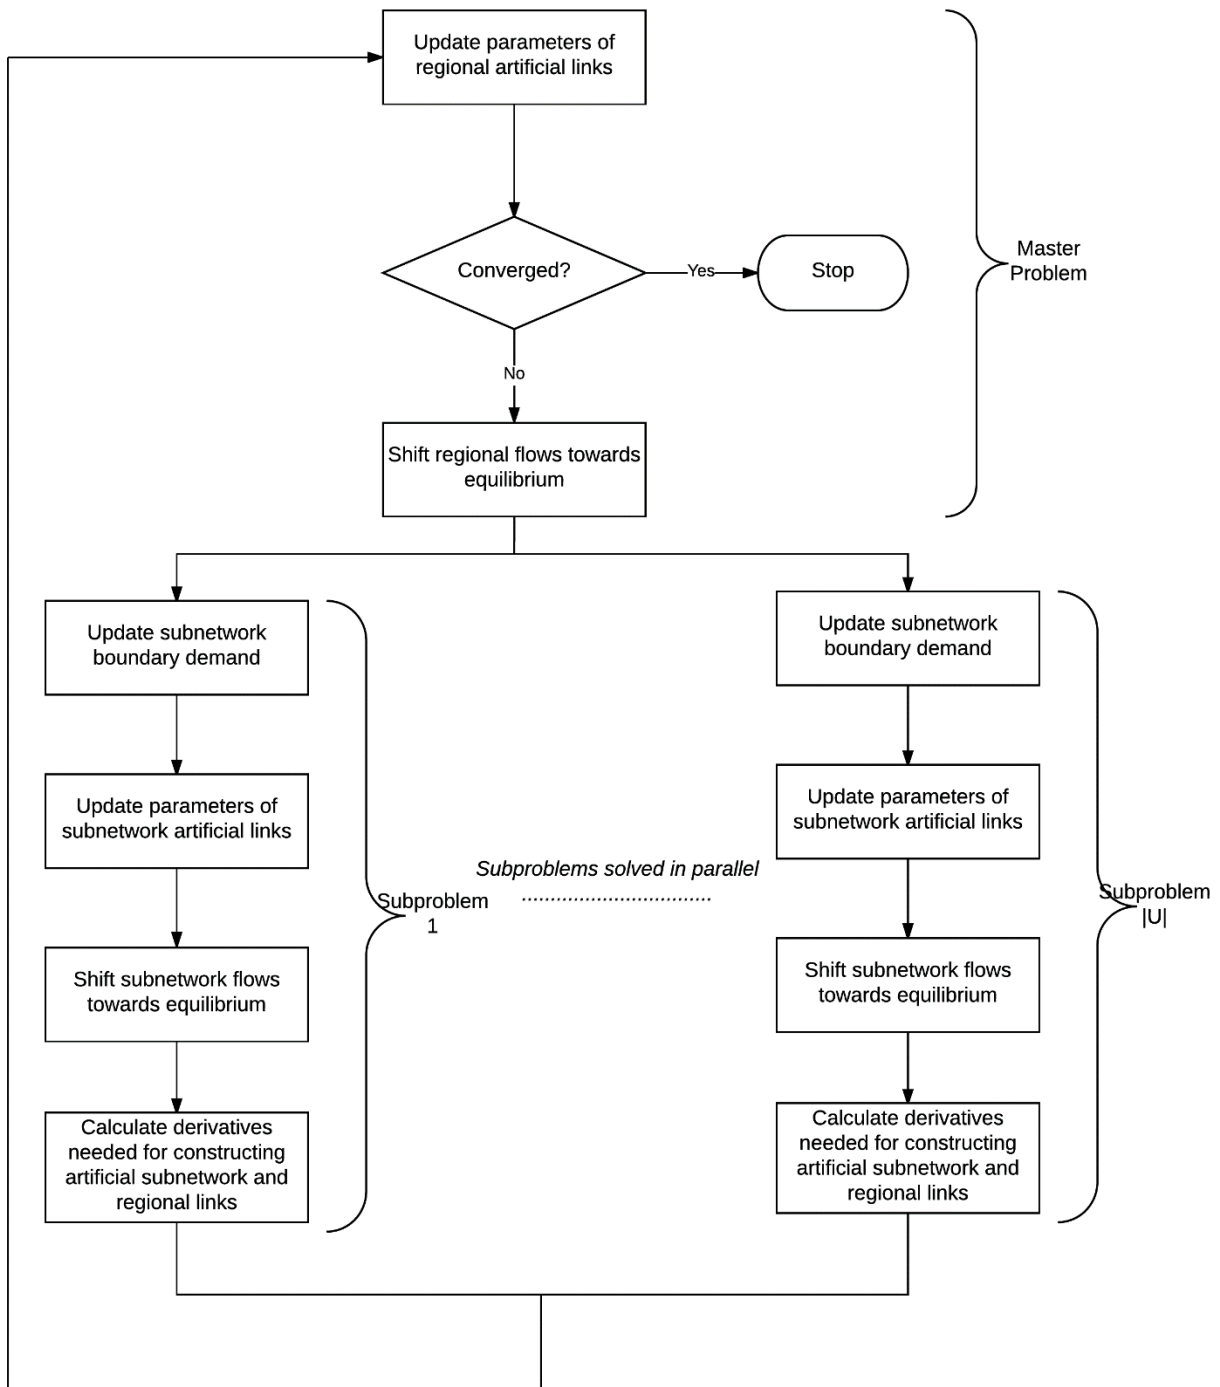 Update parameters of
regional artificial links
Converged?
Yes
Stop
Master
Problem
No
Shift regional flows towards
equilibrium
Update subnetwork
boundary demand
Update parameters of
subnetwork artificial links
Shift subnetwork flows
towards equilibrium
Calculate derivatives
needed for constructing
artificial subnetwork and
regional links
Subproblem
1
Subproblems solved in parallel
Update subnetwork
boundary demand
Update parameters of
subnetwork artificial links
Shift subnetwork flows
towards equilibrium
Calculate derivatives
needed for constructing
artificial subnetwork and
regional links
Subproblem
|U|